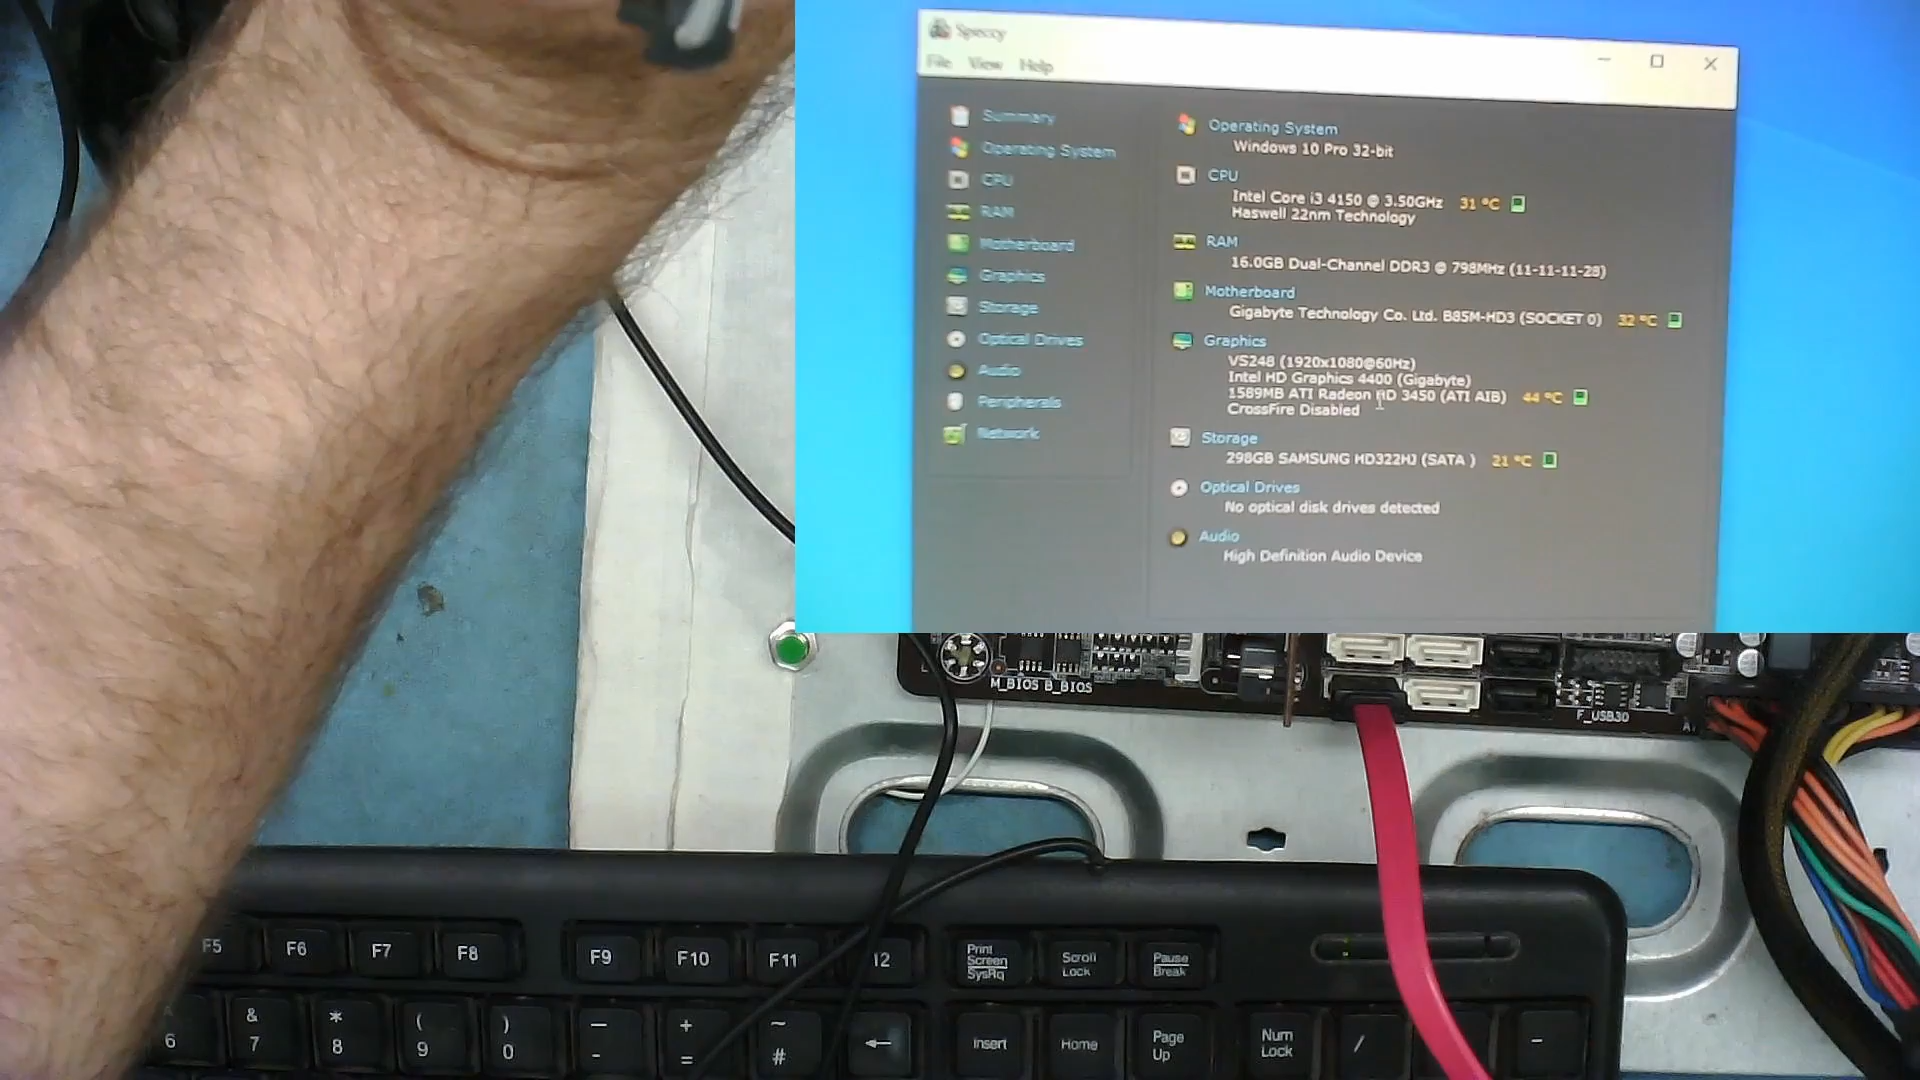 Speccy
File View Help
Summary
Operating System
CPU
RAM
Motherboard
Graphics
Storage
Optical Drives
Audio
Peripherals
Network
Operating System
Windows 10 Pro 32-bit
CPU
Intel Core i3 4150 @ 3.50GHz 31 °C
Haswell 22nm Technology
RAM
16.0GB Dual-Channel DDR3 @ 798MHz (11-11-11-28)
Motherboard
Gigabyte Technology Co. Ltd. B85M-HD3 (SOCKET 0) 32 °C
Graphics
VS248 (1920x1080@60Hz)
Intel HD Graphics 4400 (Gigabyte)
1589MB ATI Radeon HD 3450 (ATI AIB) 44 °C
CrossFire Disabled
Storage
298GB SAMSUNG HD322HJ (SATA ) 21 °C
Optical Drives
No optical disk drives detected
Audio
High Definition Audio Device
M_BIOS B_BIOS
F_USB30
F5 F6 F7 F8 F9 F10 F11 12
Print
Screen
SysRq
Scroll
Lock
Pause
Break
6
&
7
*
8
(
9
)
0
—
-
+
=
~
#
←
Insert
Home
Page
Up
Num
Lock
/
-